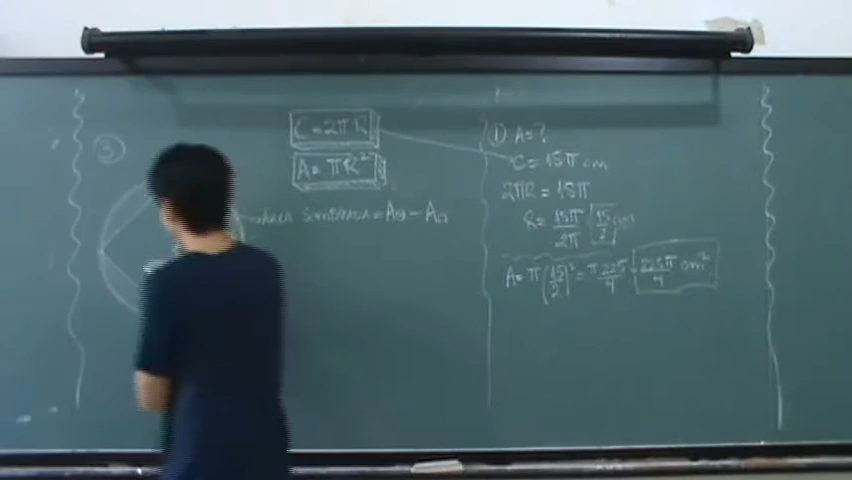 5
C = 2πR
A = πR²
ÁREA SOMBREADA = A⊙ - A□
1 A = ?
C = 15π cm
2πR = 15π
R = 15π/2π 15/2 cm
A = π(15/2)² = π 225/4 = 225π/4 cm²